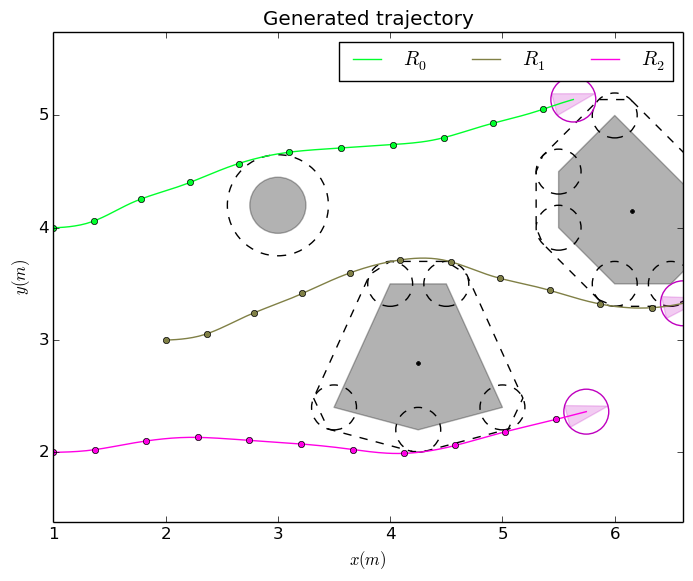 Generated trajectory
R₀ R₁ R₂
5
4
3
2
y(m)
1 2 3 4 5 6
x(m)